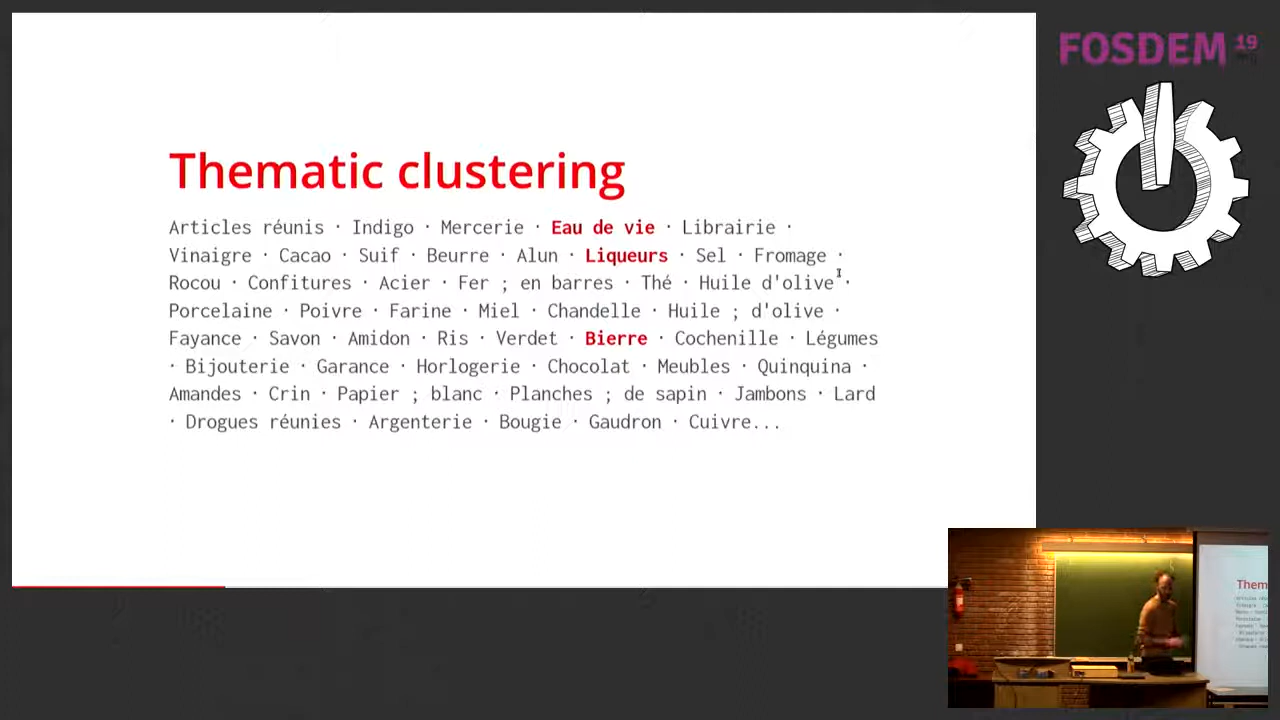 FOSDEM 19
Thematic clustering
Articles réunis · Indigo · Mercerie · Eau de vie · Librairie ·
Vinaigre · Cacao · Suif · Beurre · Alun · Liqueurs · Sel · Fromage ·
Rocou · Confitures · Acier · Fer ; en barres · Thé · Huile d'olive ·
Porcelaine · Poivre · Farine · Miel · Chandelle · Huile ; d'olive ·
Fayance · Savon · Amidon · Ris · Verdet · Bierre · Cochenille · Légumes
· Bijouterie · Garance · Horlogerie · Chocolat · Meubles · Quinquina ·
Amandes · Crin · Papier ; blanc · Planches ; de sapin · Jambons · Lard
· Drogues réunies · Argenterie · Bougie · Gaudron · Cuivre...
Them